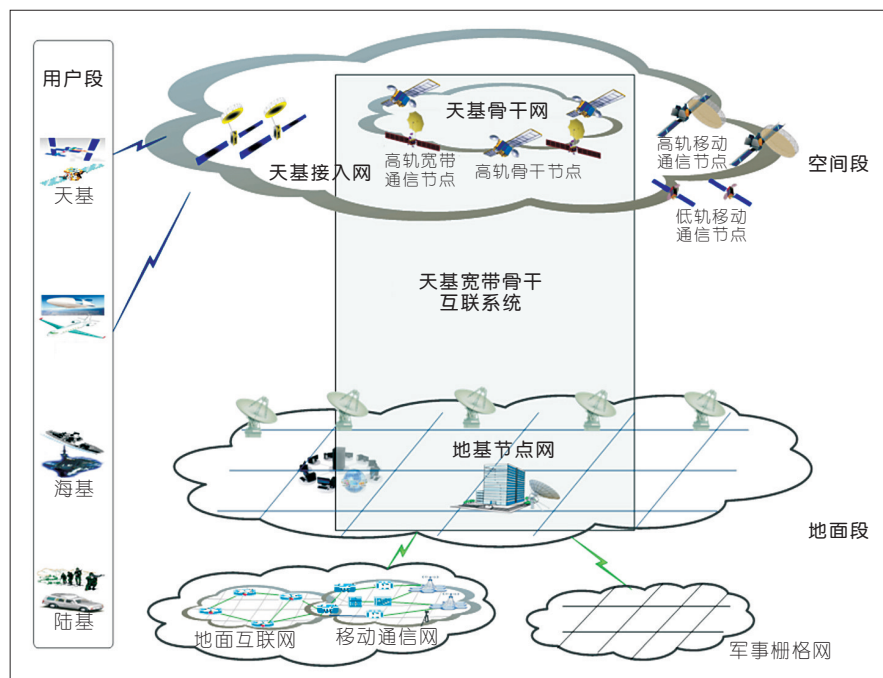 用户段
天基
海基
陆基
天基骨干网
天基接入网
高轨宽带
通信节点
高轨骨干节点
高轨移动
通信节点
低轨移动
通信节点
空间段
天基宽带骨干
互联系统
地基节点网
地面段
地面互联网
移动通信网
军事栅格网